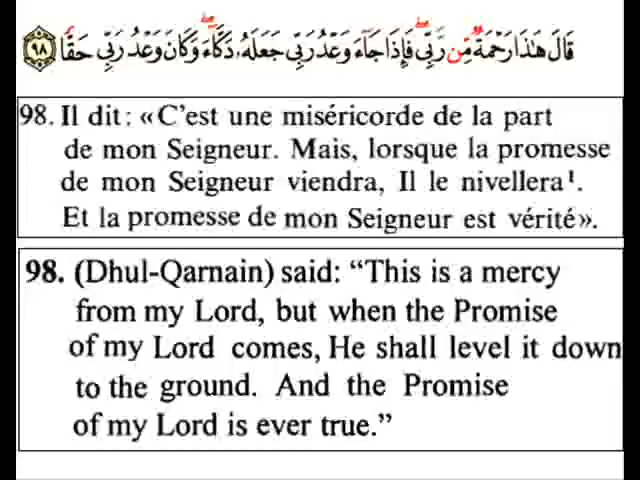 قَالَ هَٰذَا رَحْمَةٌ مِّن رَّبِّي ۖ فَإِذَا جَاءَ وَعْدُ رَبِّي جَعَلَهُ دَكَّاءَ ۖ وَكَانَ وَعْدُ رَبِّي حَقًّا ٩٨
98. Il dit : « C'est une miséricorde de la part
de mon Seigneur. Mais, lorsque la promesse
de mon Seigneur viendra, Il le nivellera¹.
Et la promesse de mon Seigneur est vérité».
98. (Dhul-Qarnain) said: “This is a mercy
from my Lord, but when the Promise
of my Lord comes, He shall level it down
to the ground. And the Promise
of my Lord is ever true.”